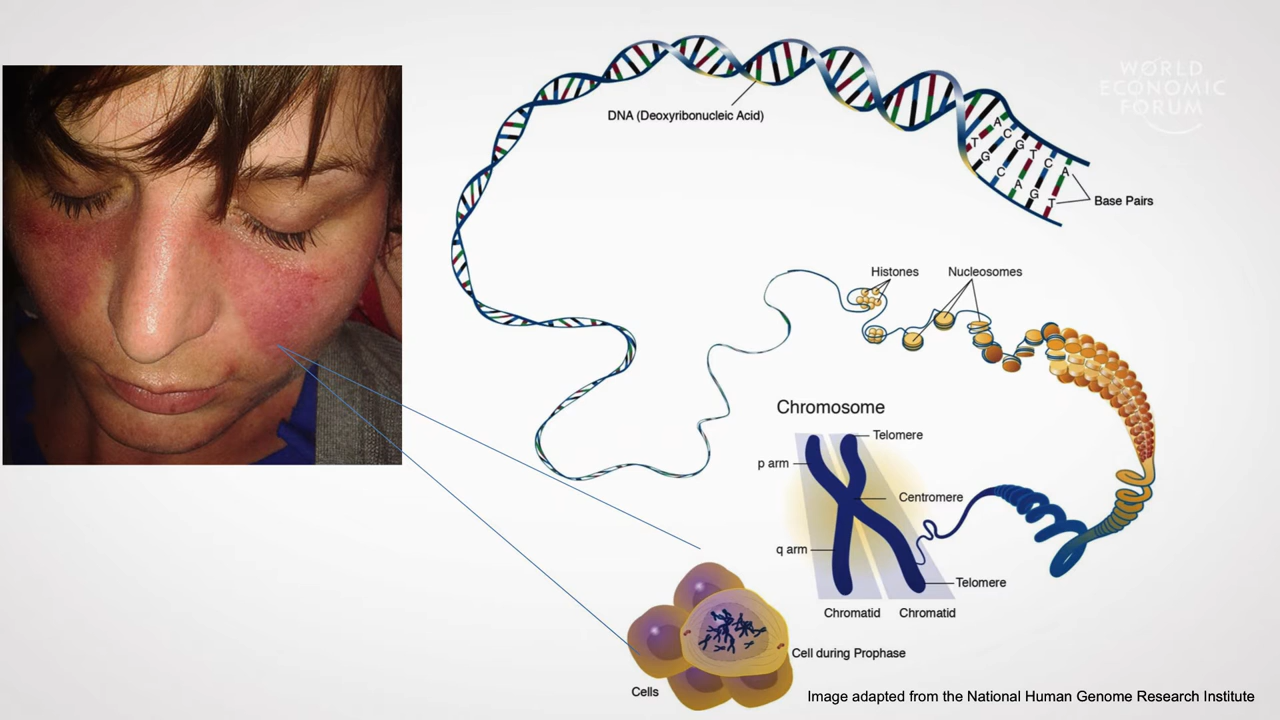 WORLD
ECONOMIC
FORUM
DNA (Deoxyribonucleic Acid)
A
C
G
T
C
A
T
G
C
A
G
T
Base Pairs
Histones
Nucleosomes
Chromosome
Telomere
p arm
Centromere
q arm
Telomere
Chromatid
Chromatid
Cell during Prophase
Cells
Image adapted from the National Human Genome Research Institute